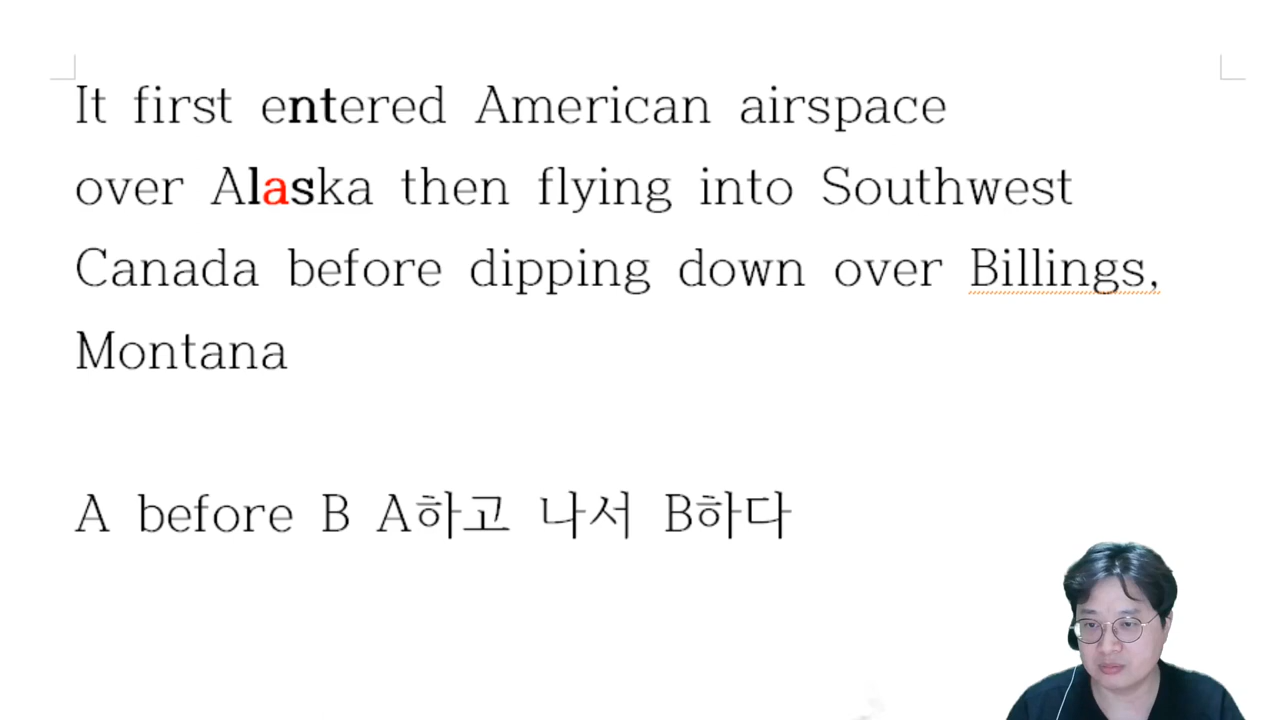 It first entered American airspace
over Alaska then flying into Southwest
Canada before dipping down over Billings,
Montana
A before B A하고 나서 B하다